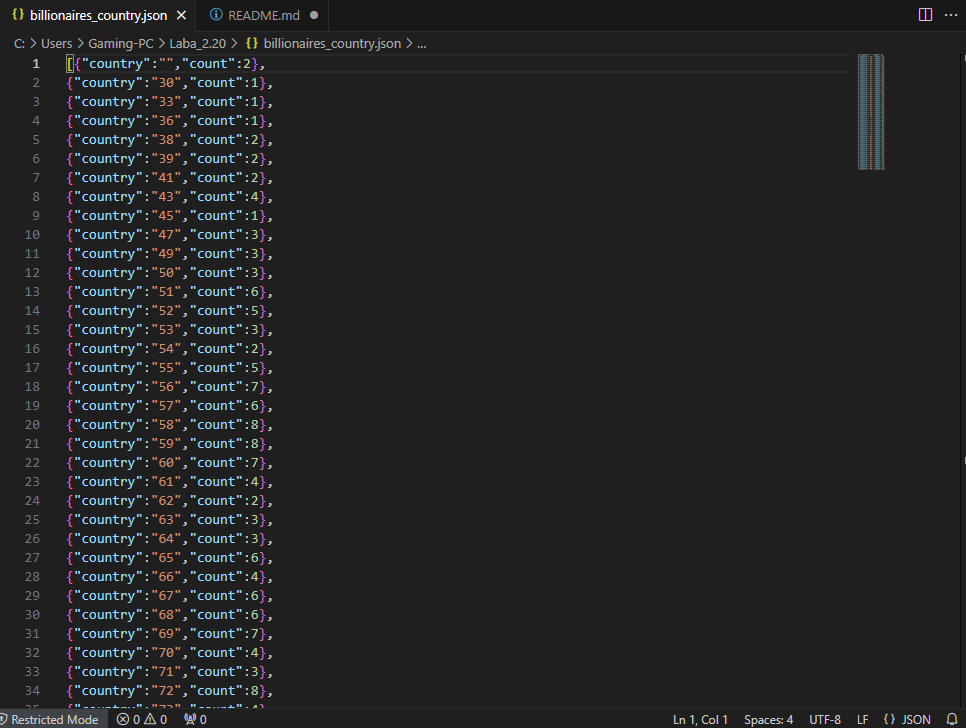 {} billionaires_country.json × ⓘ README.md ●
C: > Users > Gaming-PC > Laba_2.20 > {} billionaires_country.json > ...
1 [{"country":"","count":2},
2 {"country":"30","count":1},
3 {"country":"33","count":1},
4 {"country":"36","count":1},
5 {"country":"38","count":2},
6 {"country":"39","count":2},
7 {"country":"41","count":2},
8 {"country":"43","count":4},
9 {"country":"45","count":1},
10 {"country":"47","count":3},
11 {"country":"49","count":3},
12 {"country":"50","count":3},
13 {"country":"51","count":6},
14 {"country":"52","count":5},
15 {"country":"53","count":3},
16 {"country":"54","count":2},
17 {"country":"55","count":5},
18 {"country":"56","count":7},
19 {"country":"57","count":6},
20 {"country":"58","count":8},
21 {"country":"59","count":8},
22 {"country":"60","count":7},
23 {"country":"61","count":4},
24 {"country":"62","count":2},
25 {"country":"63","count":3},
26 {"country":"64","count":3},
27 {"country":"65","count":6},
28 {"country":"66","count":4},
29 {"country":"67","count":6},
30 {"country":"68","count":6},
31 {"country":"69","count":7},
32 {"country":"70","count":4},
33 {"country":"71","count":3},
34 {"country":"72","count":8},
Restricted Mode 0 0 0 Ln 1, Col 1 Spaces: 4 UTF-8 LF {} JSON